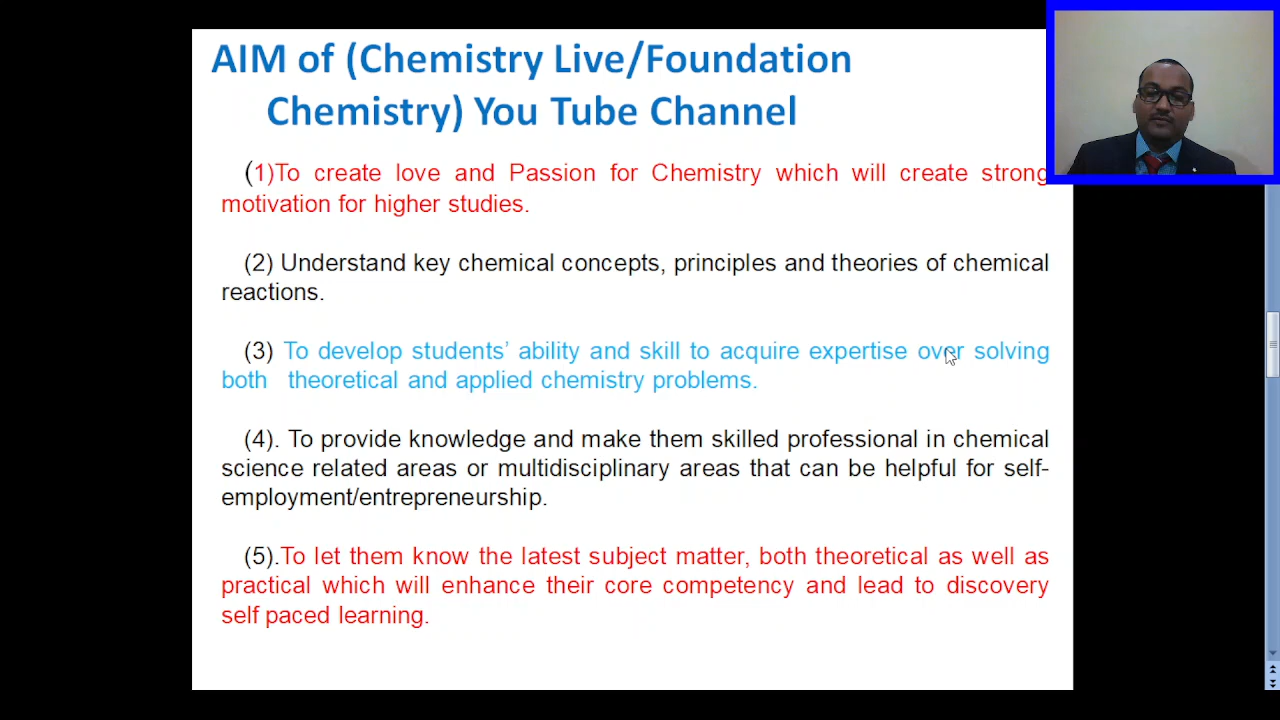 AIM of (Chemistry Live/Foundation
Chemistry) You Tube Channel
(1)To create love and Passion for Chemistry which will create strong
motivation for higher studies.
(2) Understand key chemical concepts, principles and theories of chemical
reactions.
(3) To develop students’ ability and skill to acquire expertise over solving
both theoretical and applied chemistry problems.
(4). To provide knowledge and make them skilled professional in chemical
science related areas or multidisciplinary areas that can be helpful for self-
employment/entrepreneurship.
(5).To let them know the latest subject matter, both theoretical as well as
practical which will enhance their core competency and lead to discovery
self paced learning.